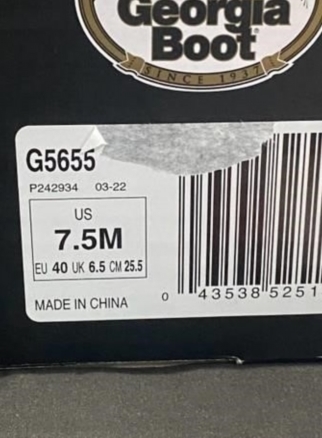 Georgia
Boot
SINCE 1937
G5655
P242934 03-22
US
7.5M
EU 40 UK 6.5 CM 25.5
MADE IN CHINA
0 43538 5251